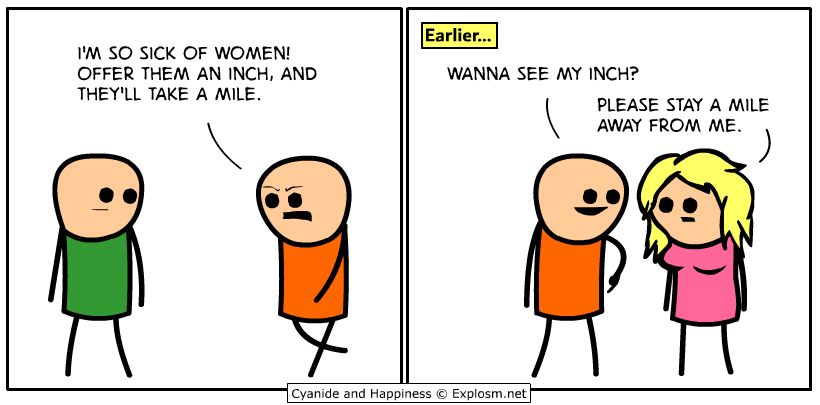 I'M SO SICK OF WOMEN!
OFFER THEM AN INCH, AND
THEY'LL TAKE A MILE.
Earlier...
WANNA SEE MY INCH?
PLEASE STAY A MILE
AWAY FROM ME.
Cyanide and Happiness © Explosm.net